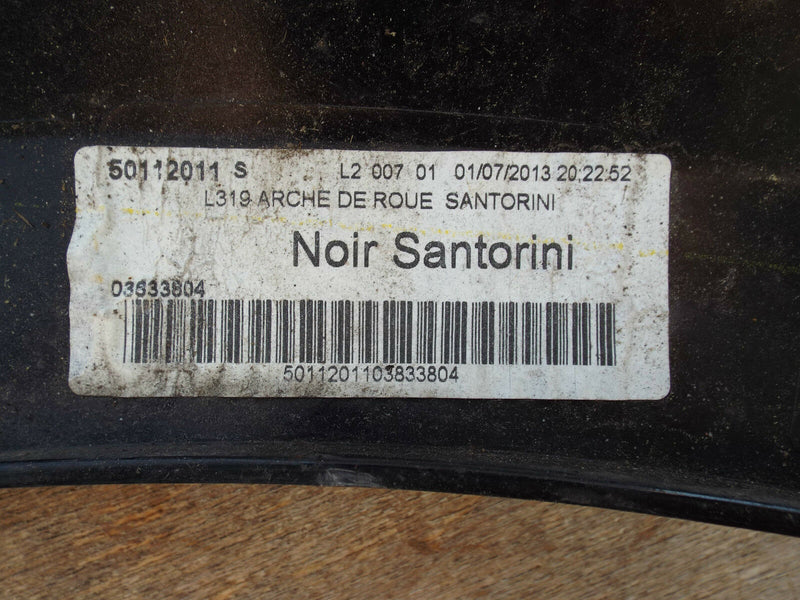 50112011 S L2 007 01 01/07/2013 20:22:52
L319 ARCHE DE ROUE SANTORINI
Noir Santorini
03833804
5011201103833804